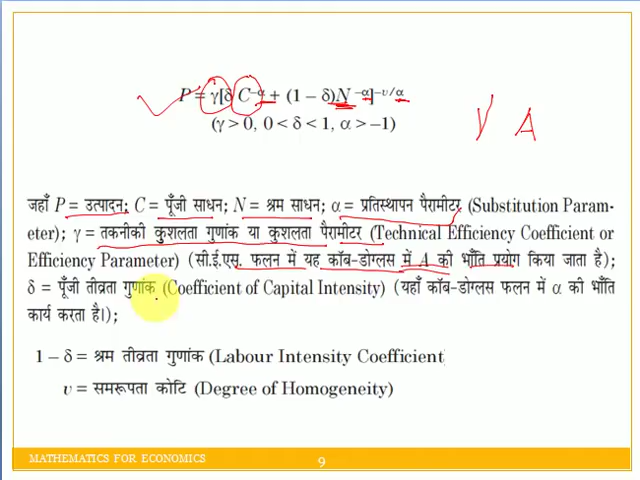 P = γ[δ C⁻ᵅ + (1 – δ)N⁻ᵅ]⁻ᵛ/ᵅ
(γ > 0, 0 < δ < 1, α > –1)
γ A
जहाँ P = उत्पादन; C = पूँजी साधन; N = श्रम साधन; α = प्रतिस्थापन पैरामीटर (Substitution Param-
eter); γ = तकनीकी कुशलता गुणांक या कुशलता पैरामीटर (Technical Efficiency Coefficient or
Efficiency Parameter) (सी.ई.एस. फलन में यह कॉब-डोग्लस में A की भाँति प्रयोग किया जाता है);
δ = पूँजी तीव्रता गुणांक (Coefficient of Capital Intensity) (यहाँ कॉब-डोग्लस फलन में α की भाँति
कार्य करता है।);
1 – δ = श्रम तीव्रता गुणांक (Labour Intensity Coefficient
v = समरूपता कोटि (Degree of Homogeneity)
MATHEMATICS FOR ECONOMICS
9